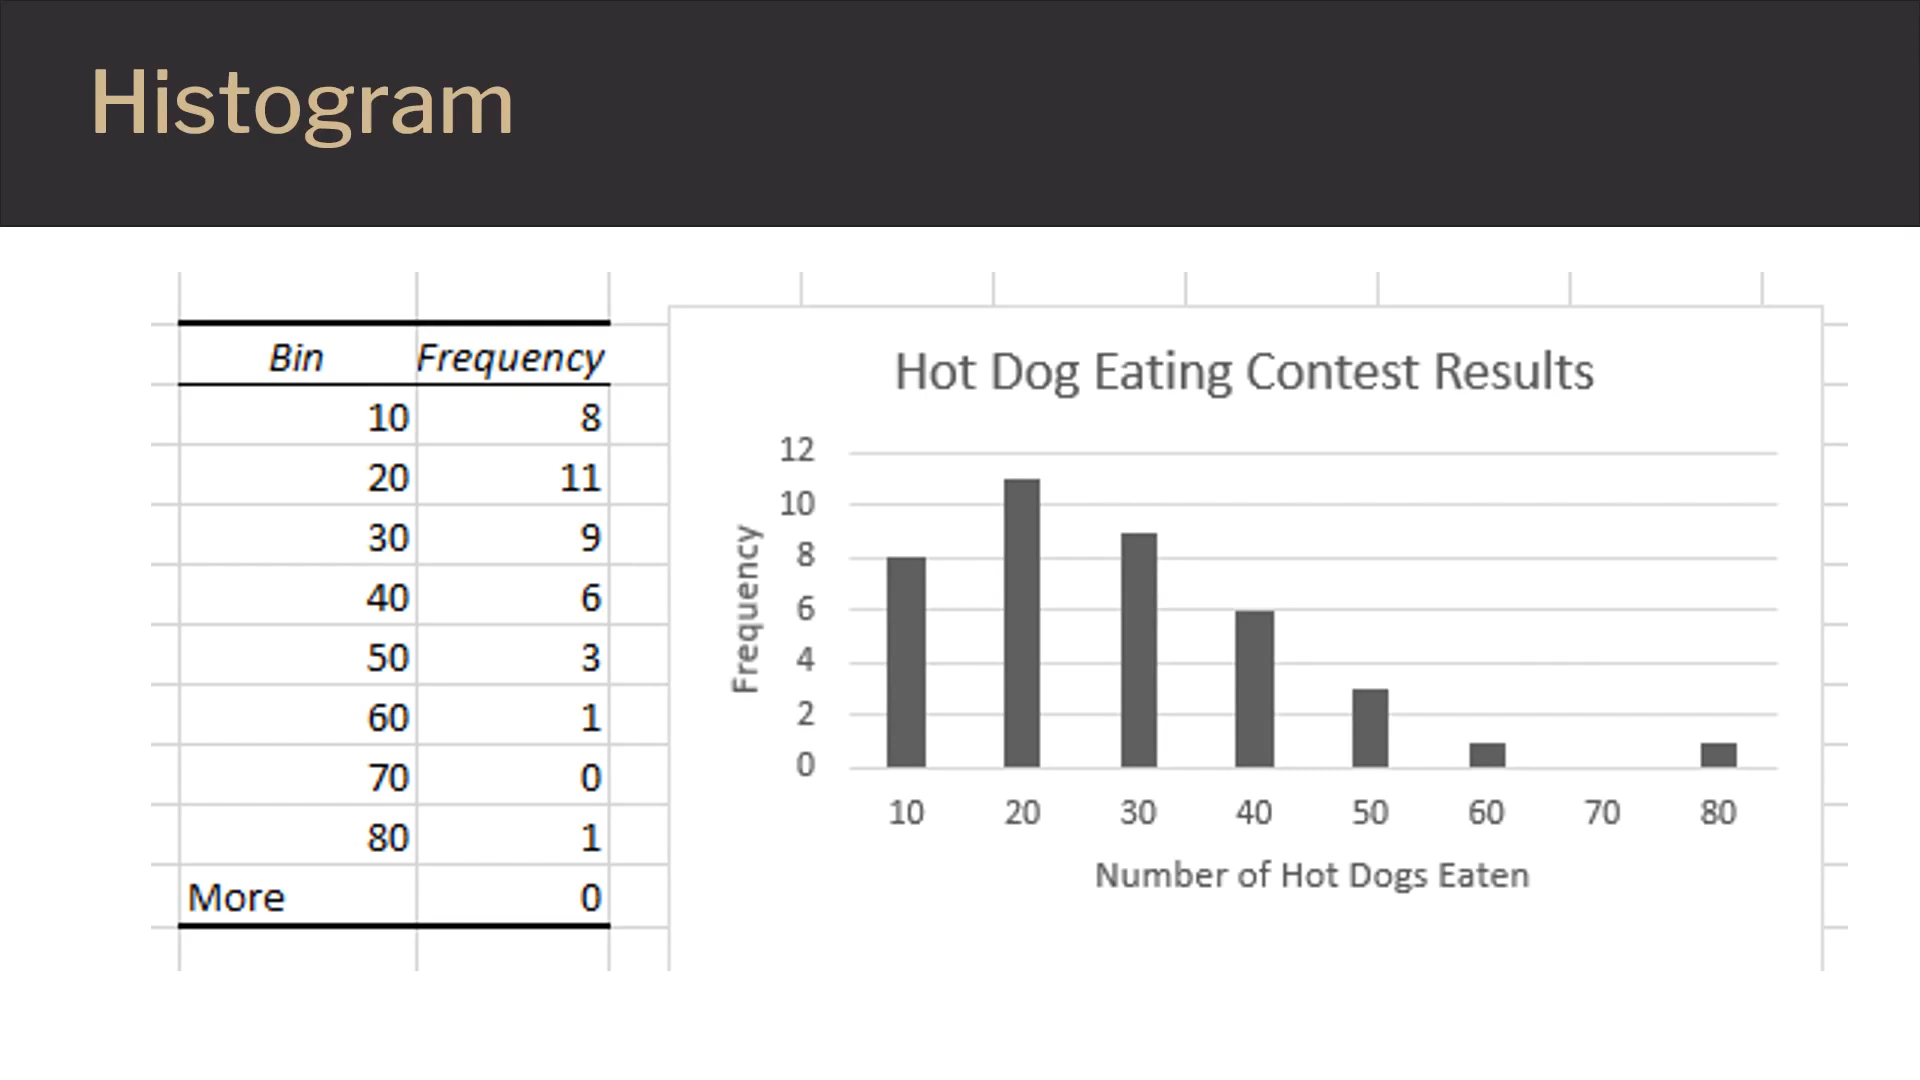 Histogram
Bin Frequency
10 8
20 11
30 9
40 6
50 3
60 1
70 0
80 1
More 0
Hot Dog Eating Contest Results
Frequency
12
10
8
6
4
2
0
10 20 30 40 50 60 70 80
Number of Hot Dogs Eaten